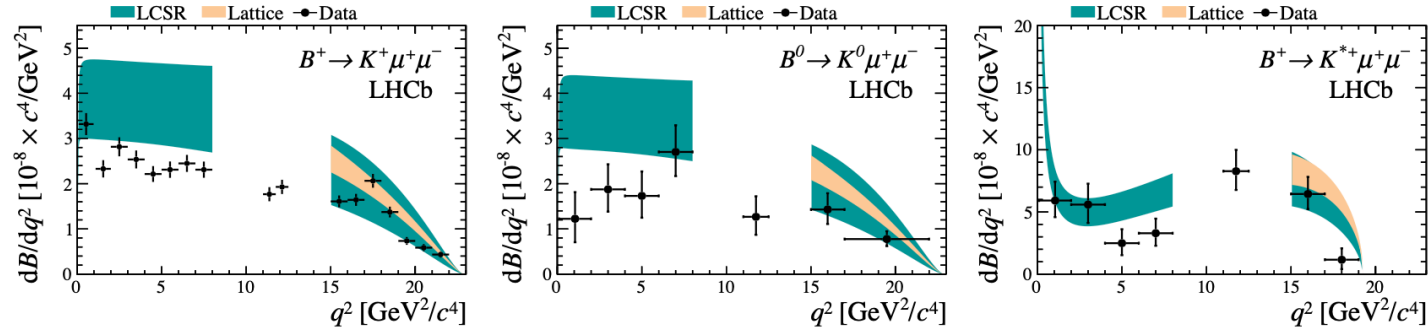 LCSR Lattice Data
dB/dq² [10⁻⁸ × c⁴/GeV²]
5
4
3
2
1
0
B⁺→K⁺μ⁺μ⁻
LHCb
0 5 10 15 20
q² [GeV²/c⁴]
LCSR Lattice Data
dB/dq² [10⁻⁸ × c⁴/GeV²]
5
4
3
2
1
0
B⁰→K⁰μ⁺μ⁻
LHCb
0 5 10 15 20
q² [GeV²/c⁴]
LCSR Lattice Data
dB/dq² [10⁻⁸ × c⁴/GeV²]
20
15
10
5
0
B⁺→K*⁺μ⁺μ⁻
LHCb
0 5 10 15 20
q² [GeV²/c⁴]